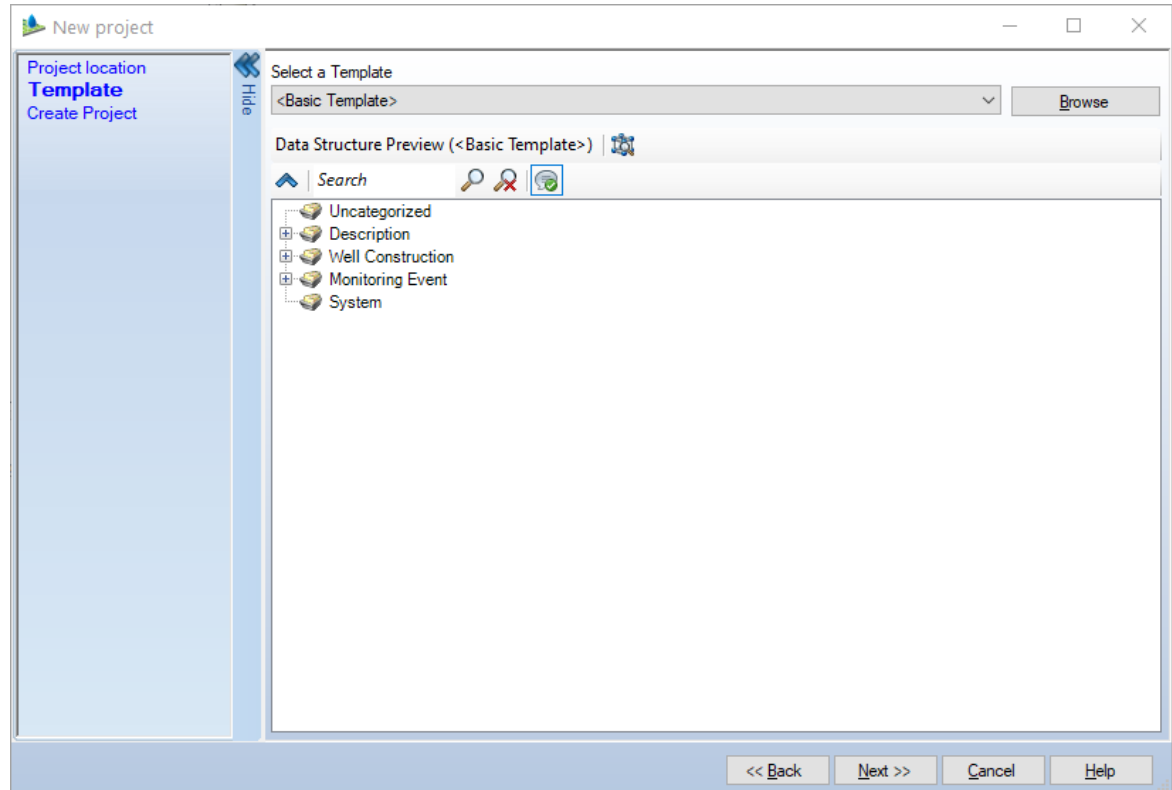 New project
Project location
Template
Create Project
Hide
Select a Template
<Basic Template>
Browse
Data Structure Preview (<Basic Template>)
Search
Uncategorized
Description
Well Construction
Monitoring Event
System
<< Back
Next >>
Cancel
Help